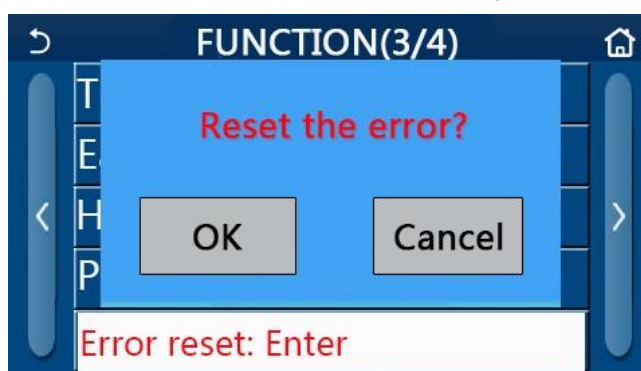 FUNCTION(3/4)
T
Reset the error?
E
H
OK
Cancel
P
Error reset: Enter